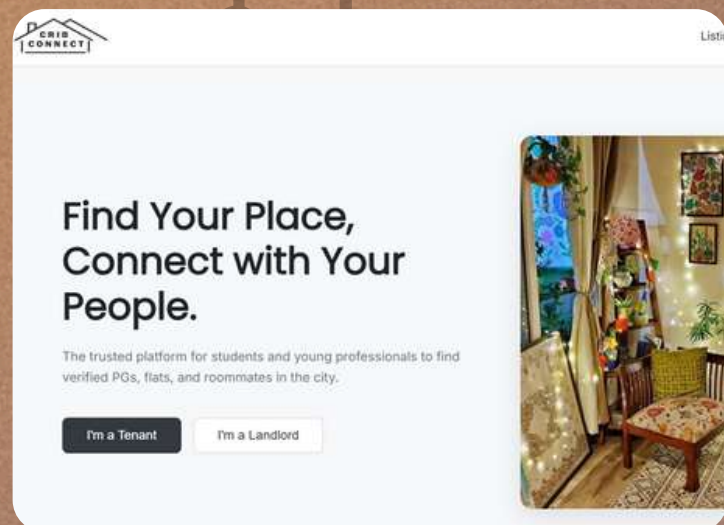 CRIB
CONNECT
Find Your Place,
Connect with Your
People.
The trusted platform for students and young professionals to find
verified PGs, flats, and roommates in the city.
I'm a Tenant
I'm a Landlord